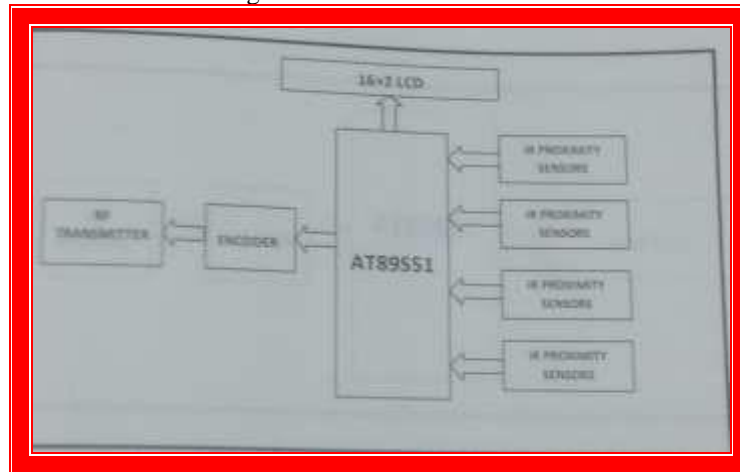 16×2 LCD
IR PROXIMITY
SENSORS
IR PROXIMITY
SENSORS
RF
TRANSMITTER
ENCODER
AT89S51
IR PROXIMITY
SENSORS
IR PROXIMITY
SENSORS